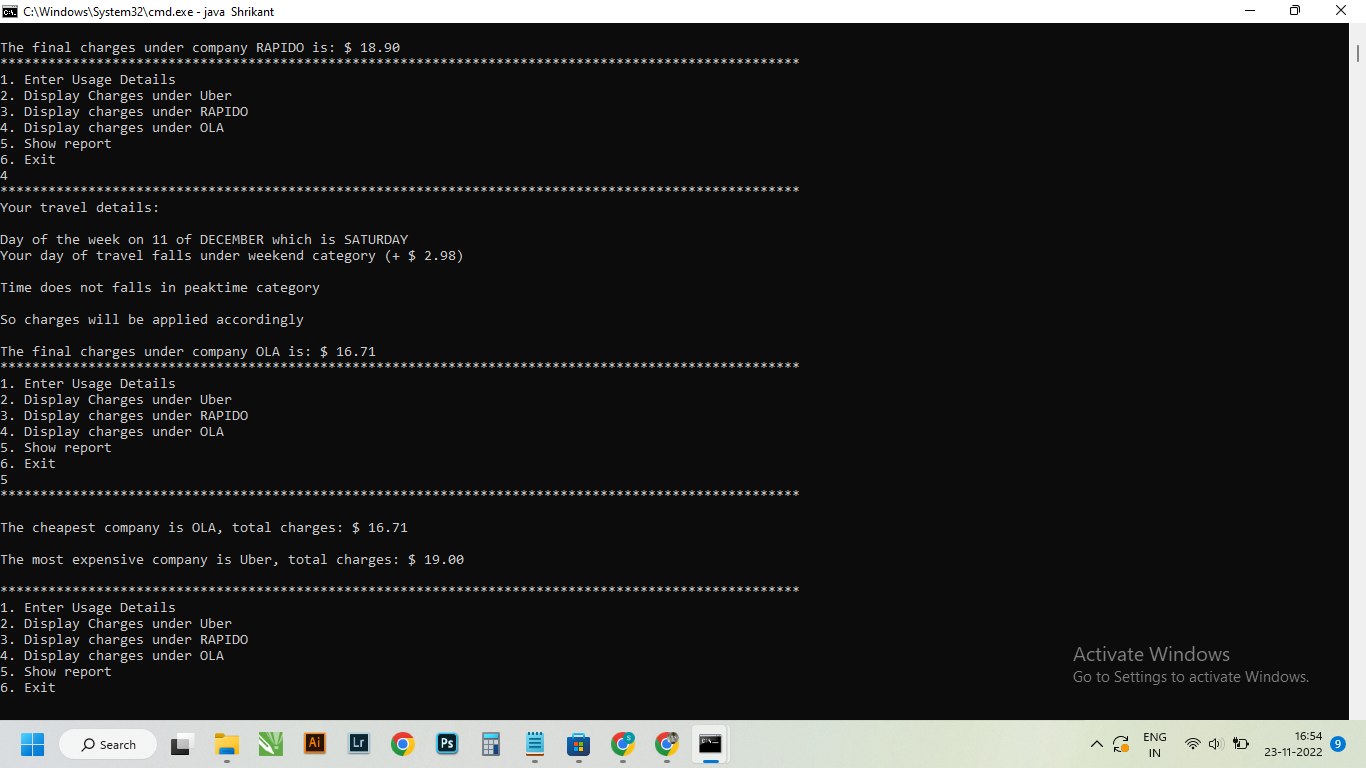 C:\Windows\System32\cmd.exe - java  Shrikant
The final charges under company RAPIDO is: $ 18.90
****************************************************************************************************
1. Enter Usage Details
2. Display Charges under Uber
3. Display charges under RAPIDO
4. Display charges under OLA
5. Show report
6. Exit
4
****************************************************************************************************
Your travel details:
Day of the week on 11 of DECEMBER which is SATURDAY
Your day of travel falls under weekend category (+ $ 2.98)
Time does not falls in peaktime category
So charges will be applied accordingly
The final charges under company OLA is: $ 16.71
****************************************************************************************************
1. Enter Usage Details
2. Display Charges under Uber
3. Display charges under RAPIDO
4. Display charges under OLA
5. Show report
6. Exit
5
****************************************************************************************************
The cheapest company is OLA, total charges: $ 16.71
The most expensive company is Uber, total charges: $ 19.00
****************************************************************************************************
1. Enter Usage Details
2. Display Charges under Uber
3. Display charges under RAPIDO
4. Display charges under OLA
5. Show report
6. Exit
Activate Windows
Go to Settings to activate Windows.
Search
Ai
Lr
Ps
ENG
IN
16:54
23-11-2022
9